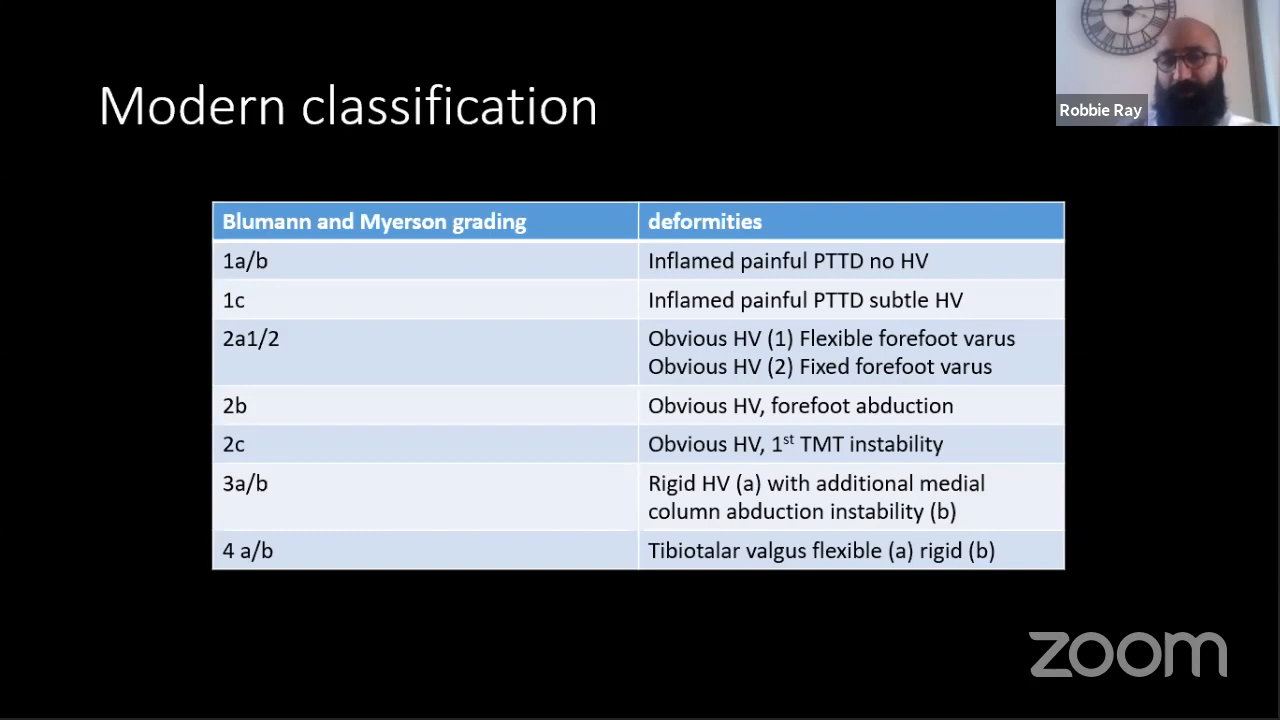 Modern classification
Robbie Ray
Blumann and Myerson grading
deformities
1a/b
Inflamed painful PTTD no HV
1c
Inflamed painful PTTD subtle HV
2a1/2
Obvious HV (1) Flexible forefoot varus
Obvious HV (2) Fixed forefoot varus
2b
Obvious HV, forefoot abduction
2c
Obvious HV, 1st TMT instability
3a/b
Rigid HV (a) with additional medial
column abduction instability (b)
4 a/b
Tibiotalar valgus flexible (a) rigid (b)
zoom